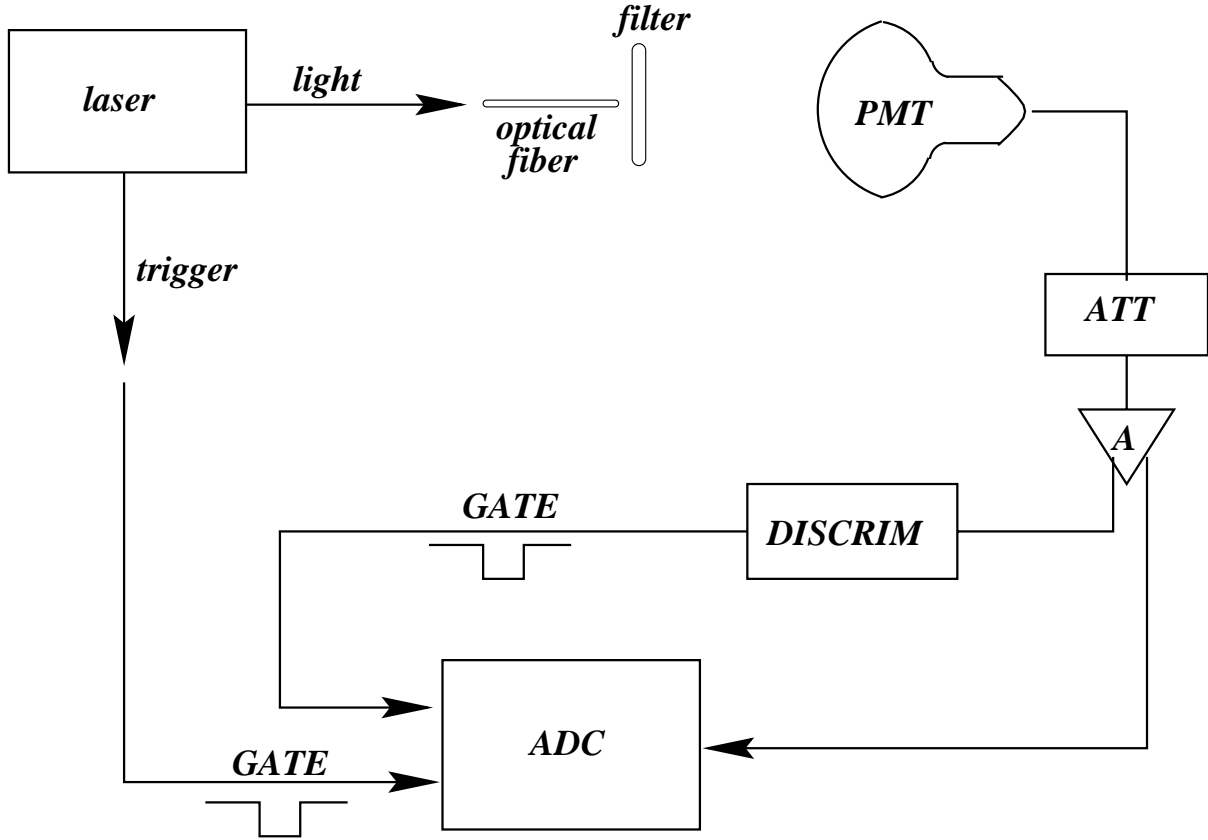 filter
laser
light
optical
fiber
PMT
trigger
ATT
A
GATE
DISCRIM
ADC
GATE